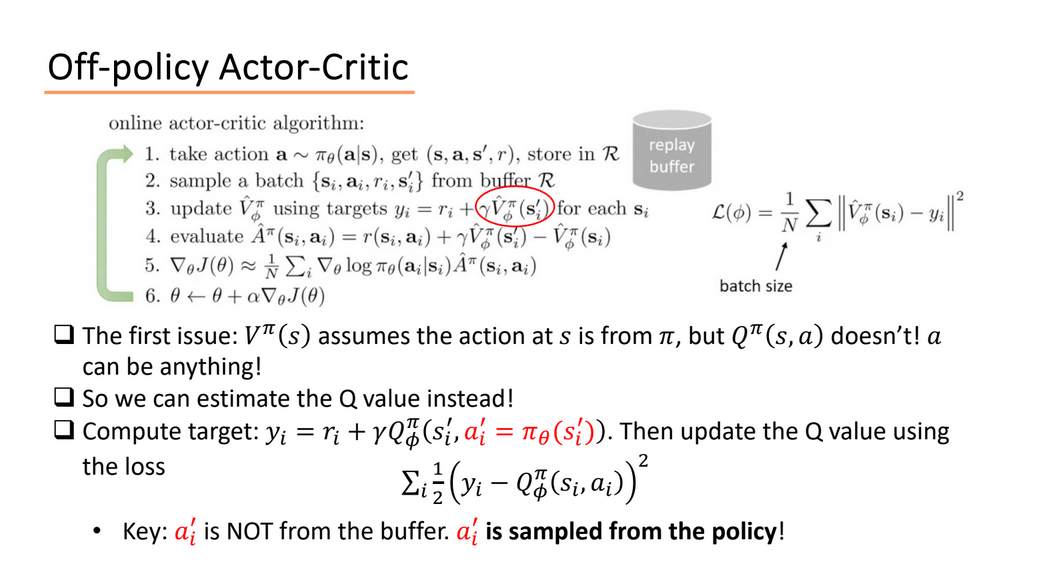 Off-policy Actor-Critic
online actor-critic algorithm:
1. take action a ∼ π_θ(a|s), get (s, a, s′, r), store in ℛ
2. sample a batch {s_i, a_i, r_i, s′_i} from buffer ℛ
3. update V̂^π_ϕ using targets y_i = r_i + γV̂^π_ϕ(s′_i) for each s_i
4. evaluate Â^π(s_i, a_i) = r(s_i, a_i) + γV̂^π_ϕ(s′_i) − V̂^π_ϕ(s_i)
5. ∇_θJ(θ) ≈ 1/N ∑_i ∇_θ log π_θ(a_i|s_i)Â^π(s_i, a_i)
6. θ ← θ + α∇_θJ(θ)
replay
buffer
ℒ(ϕ) = 1/N ∑_i ‖V̂^π_ϕ(s_i) − y_i‖²
batch size
❑ The first issue: V^π(s) assumes the action at s is from π, but Q^π(s, a) doesn't! a
can be anything!
❑ So we can estimate the Q value instead!
❑ Compute target: y_i = r_i + γQ^π_ϕ(s′_i, a′_i = π_θ(s′_i)). Then update the Q value using
the loss
∑_i 1/2 (y_i − Q^π_ϕ(s_i, a_i))²
• Key: a′_i is NOT from the buffer. a′_i is sampled from the policy!